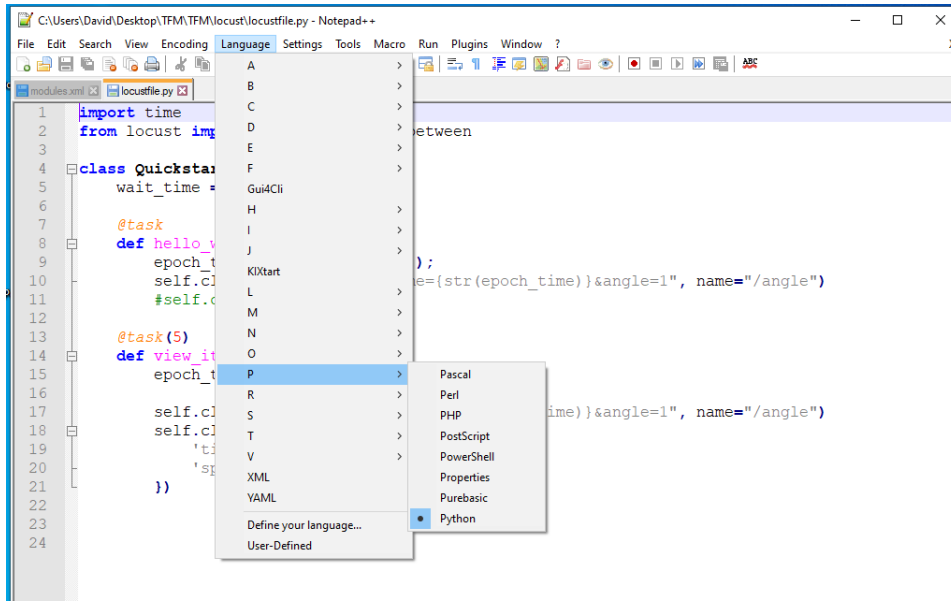 C:\Users\David\Desktop\TFM\TFM\locust\locustfile.py - Notepad++
File Edit Search View Encoding Language Settings Tools Macro Run Plugins Window ?
ABC
modules.xml locustfile.py
1 import time
2 from locust imp etween
3
4 class Quickstar
5 wait_time =
6
7 @task
8 def hello_w
9 epoch_t );
10 self.cl e={str(epoch_time)}&angle=1", name="/angle")
11 #self.c
12
13 @task(5)
14 def view_it
15 epoch_t
16
17 self.cl ime)}&angle=1", name="/angle")
18 self.cl
19 'ti
20 'sp
21 })
22
23
24
A
B
C
D
E
F
Gui4Cli
H
I
J
KIXtart
L
M
N
O
P
R
S
T
V
XML
YAML
Define your language...
User-Defined
Pascal
Perl
PHP
PostScript
PowerShell
Properties
Purebasic
Python